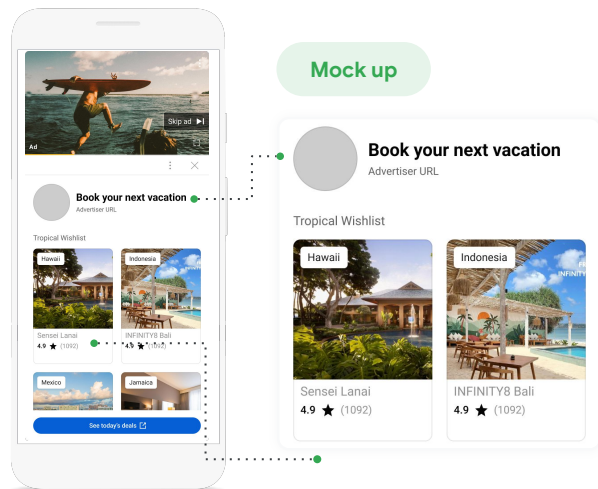 Skip ad
Ad
Book your next vacation
Advertiser URL
Tropical Wishlist
Hawaii
Indonesia
Sensei Lanai
INFINITY8 Bali
4.9 ★ (1092)
4.9 ★ (1092)
Mexico
Jamaica
See today's deals
Mock up
Book your next vacation
Advertiser URL
Tropical Wishlist
Hawaii
Indonesia
INFINITY
Sensei Lanai
INFINITY8 Bali
4.9 ★ (1092)
4.9 ★ (1092)